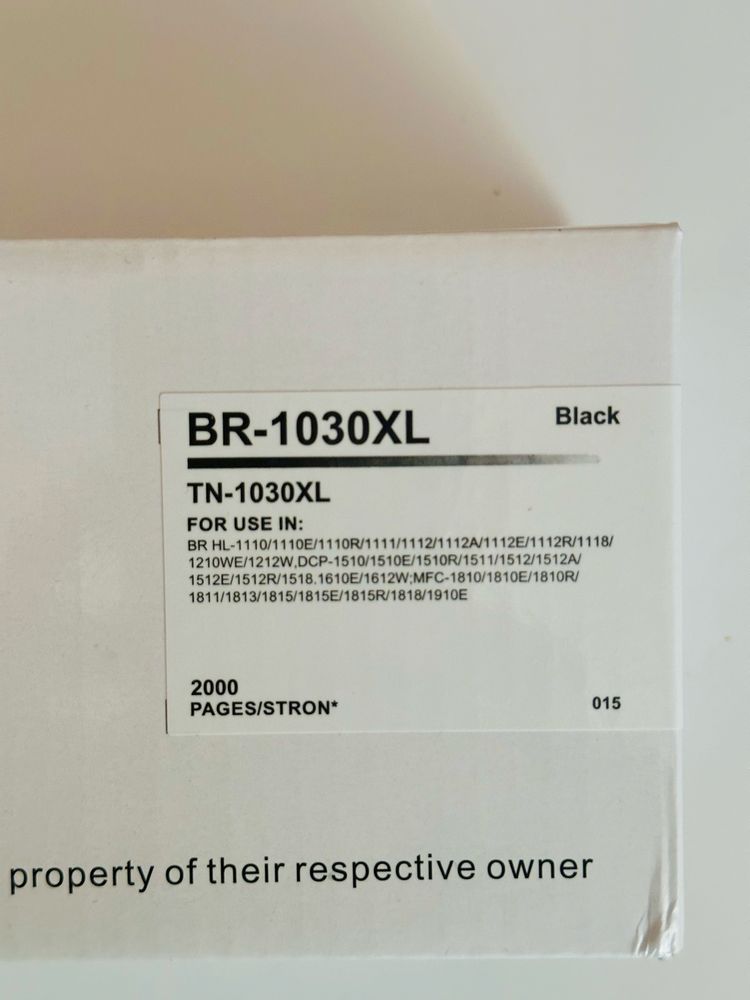 BR-1030XL
Black
TN-1030XL
FOR USE IN:
BR HL-1110/1110E/1110R/1111/1112/1112A/1112E/1112R/1118/
1210WE/1212W,DCP-1510/1510E/1510R/1511/1512/1512A/
1512E/1512R/1518.1610E/1612W;MFC-1810/1810E/1810R/
1811/1813/1815/1815E/1815R/1818/1910E
2000
PAGES/STRON*
015
property of their respective owner